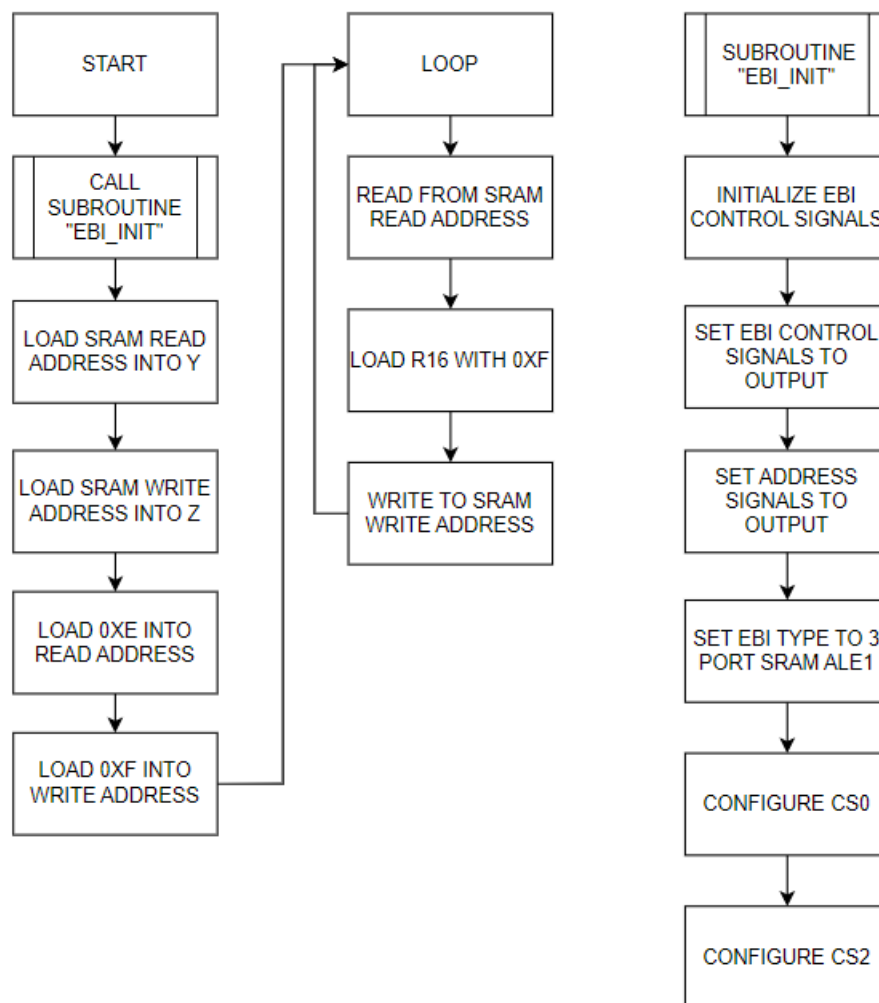 START
CALL
SUBROUTINE
"EBI_INIT"
LOAD SRAM READ
ADDRESS INTO Y
LOAD SRAM WRITE
ADDRESS INTO Z
LOAD 0XE INTO
READ ADDRESS
LOAD 0XF INTO
WRITE ADDRESS
LOOP
READ FROM SRAM
READ ADDRESS
LOAD R16 WITH 0XF
WRITE TO SRAM
WRITE ADDRESS
SUBROUTINE
"EBI_INIT"
INITIALIZE EBI
CONTROL SIGNALS
SET EBI CONTROL
SIGNALS TO
OUTPUT
SET ADDRESS
SIGNALS TO
OUTPUT
SET EBI TYPE TO 3
PORT SRAM ALE1
CONFIGURE CS0
CONFIGURE CS2